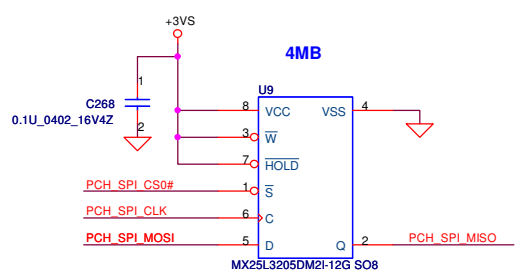 +3VS
4MB
1
C268
0.1U_0402_16V4Z
2
U9
8 VCC VSS 4
3 W
7 HOLD
PCH_SPI_CS0# 1 S
PCH_SPI_CLK 6 C
PCH_SPI_MOSI 5 D Q 2 PCH_SPI_MISO
MX25L3205DM2I-12G SO8